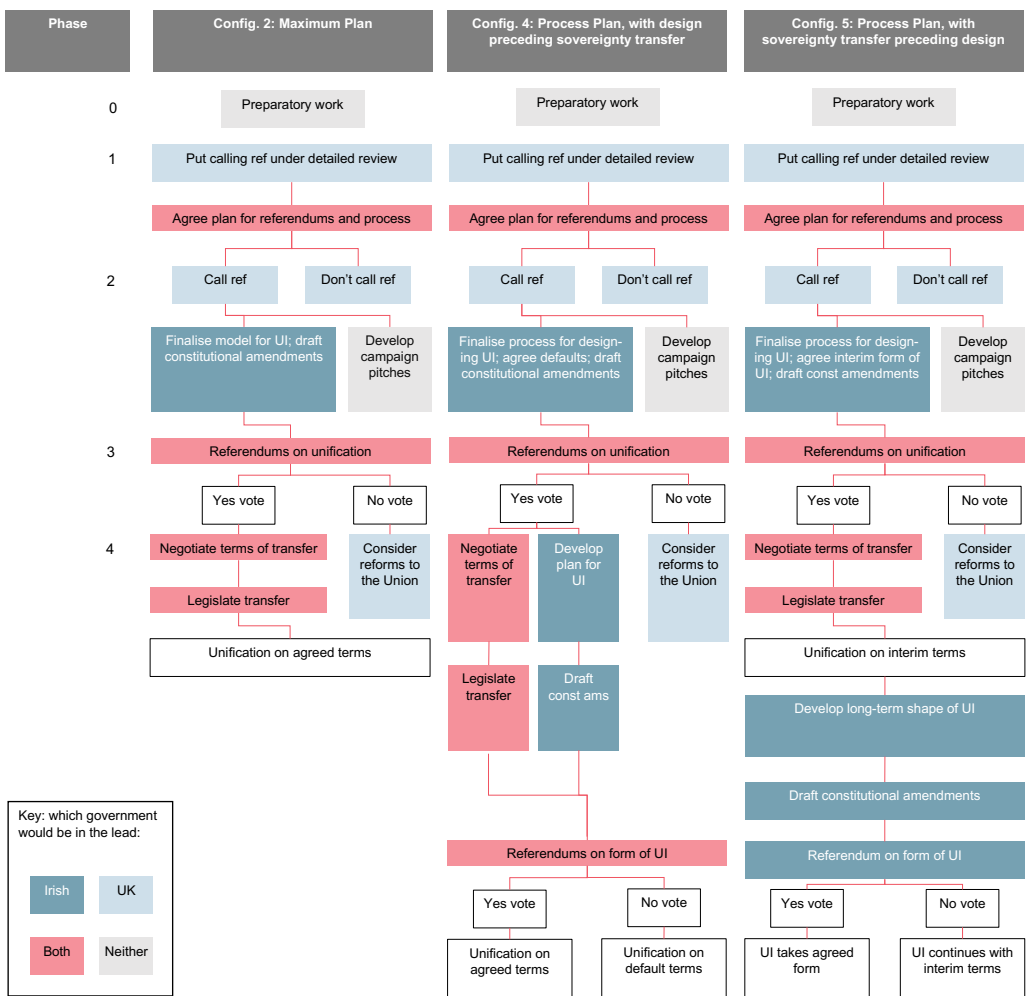 Phase
Config. 2: Maximum Plan
Config. 4: Process Plan, with design
preceding sovereignty transfer
Config. 5: Process Plan, with
sovereignty transfer preceding design
0
Preparatory work
Preparatory work
Preparatory work
1
Put calling ref under detailed review
Put calling ref under detailed review
Put calling ref under detailed review
Agree plan for referendums and process
Agree plan for referendums and process
Agree plan for referendums and process
2
Call ref
Don't call ref
Call ref
Don't call ref
Call ref
Don't call ref
Finalise model for UI; draft
constitutional amendments
Develop
campaign
pitches
Finalise process for design-
ing UI; agree defaults; draft
constitutional amendments
Develop
campaign
pitches
Finalise process for design-
ing UI; agree interim form of
UI; draft const amendments
Develop
campaign
pitches
3
Referendums on unification
Referendums on unification
Referendums on unification
Yes vote
No vote
Yes vote
No vote
Yes vote
No vote
4
Negotiate terms of transfer
Consider
reforms to
the Union
Negotiate
terms of
transfer
Develop
plan for
UI
Consider
reforms to
the Union
Negotiate terms of transfer
Consider
reforms to
the Union
Legislate transfer
Legislate transfer
Unification on agreed terms
Unification on interim terms
Legislate
transfer
Draft
const ams
Develop long-term shape of UI
Draft constitutional amendments
Referendums on form of UI
Referendum on form of UI
Yes vote
No vote
Yes vote
No vote
Unification on
agreed terms
Unification on
default terms
UI takes agreed
form
UI continues with
interim terms
Key: which government
would be in the lead:
Irish
UK
Both
Neither